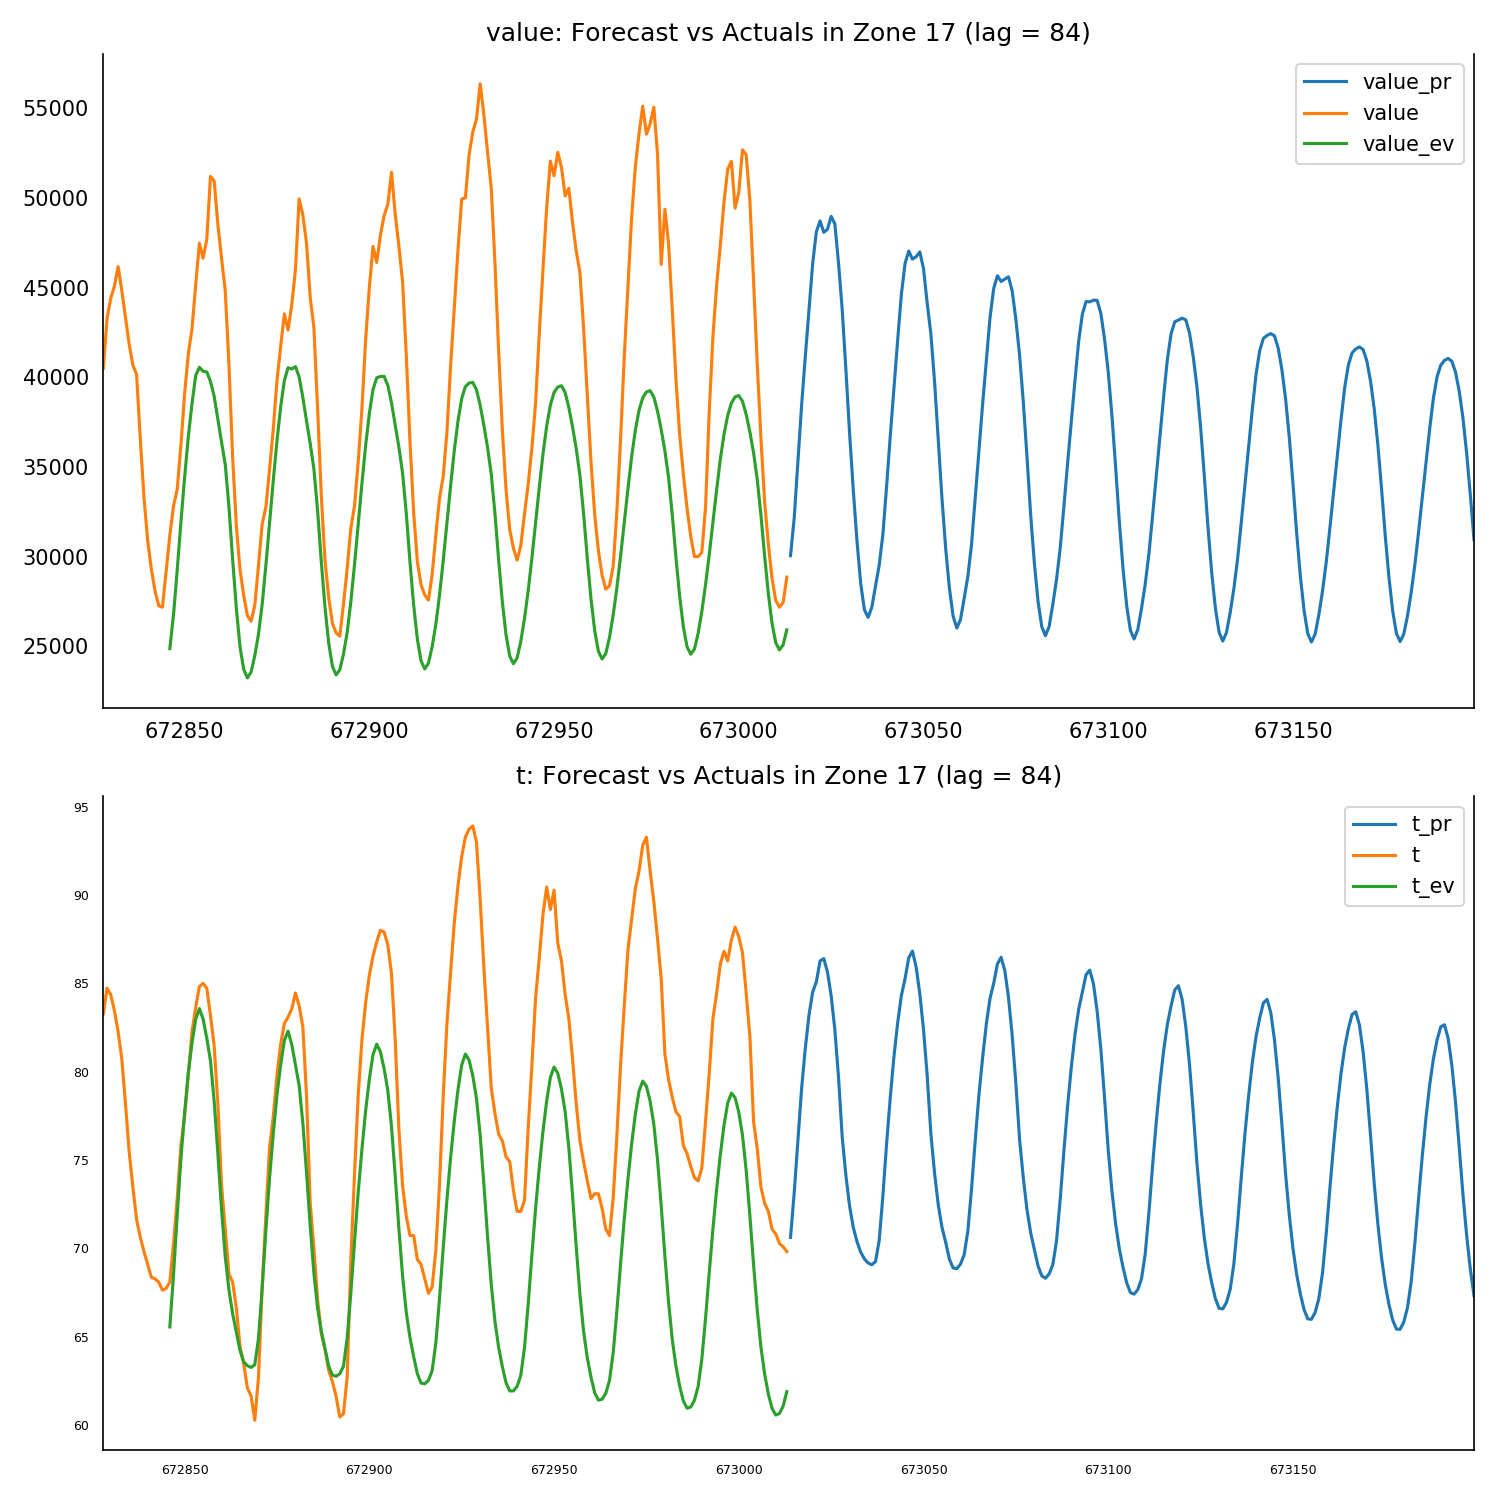 value: Forecast vs Actuals in Zone 17 (lag = 84)
55000
50000
45000
40000
35000
30000
25000
value_pr
value
value_ev
672850 672900 672950 673000 673050 673100 673150
t: Forecast vs Actuals in Zone 17 (lag = 84)
95
90
85
80
75
70
65
60
t_pr
t
t_ev
672850 672900 672950 673000 673050 673100 673150